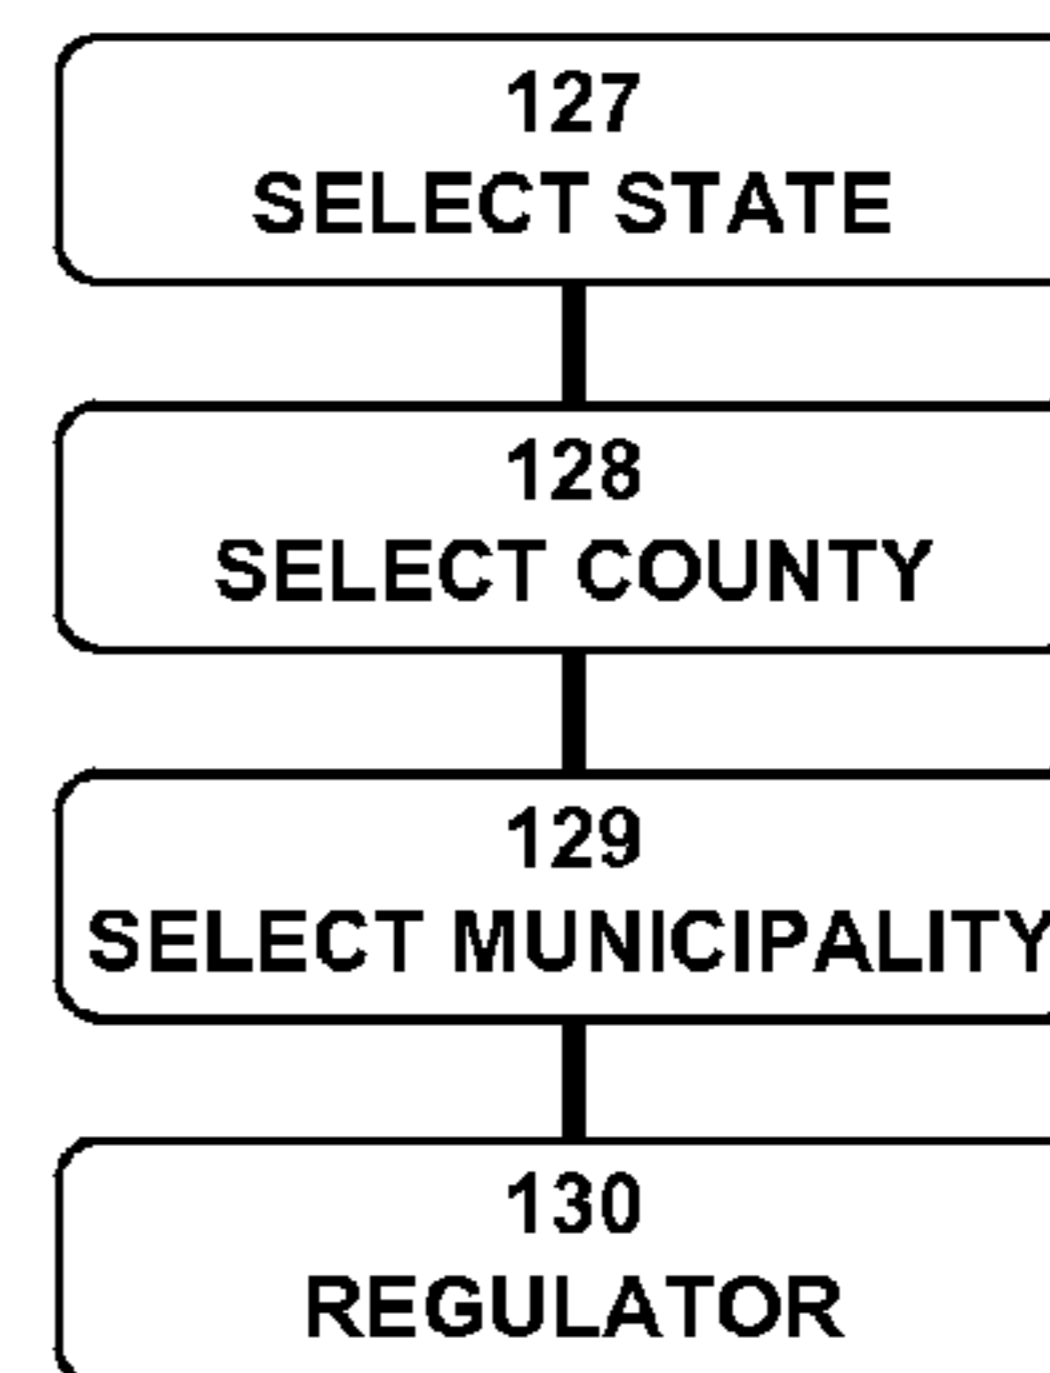 127
SELECT STATE
128
SELECT COUNTY
129
SELECT MUNICIPALITY
130
REGULATOR